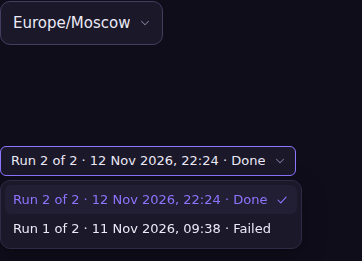 Europe/Moscow
Run 2 of 2 · 12 Nov 2026, 22:24 · Done
Run 2 of 2 · 12 Nov 2026, 22:24 · Done
Run 1 of 2 · 11 Nov 2026, 09:38 · Failed